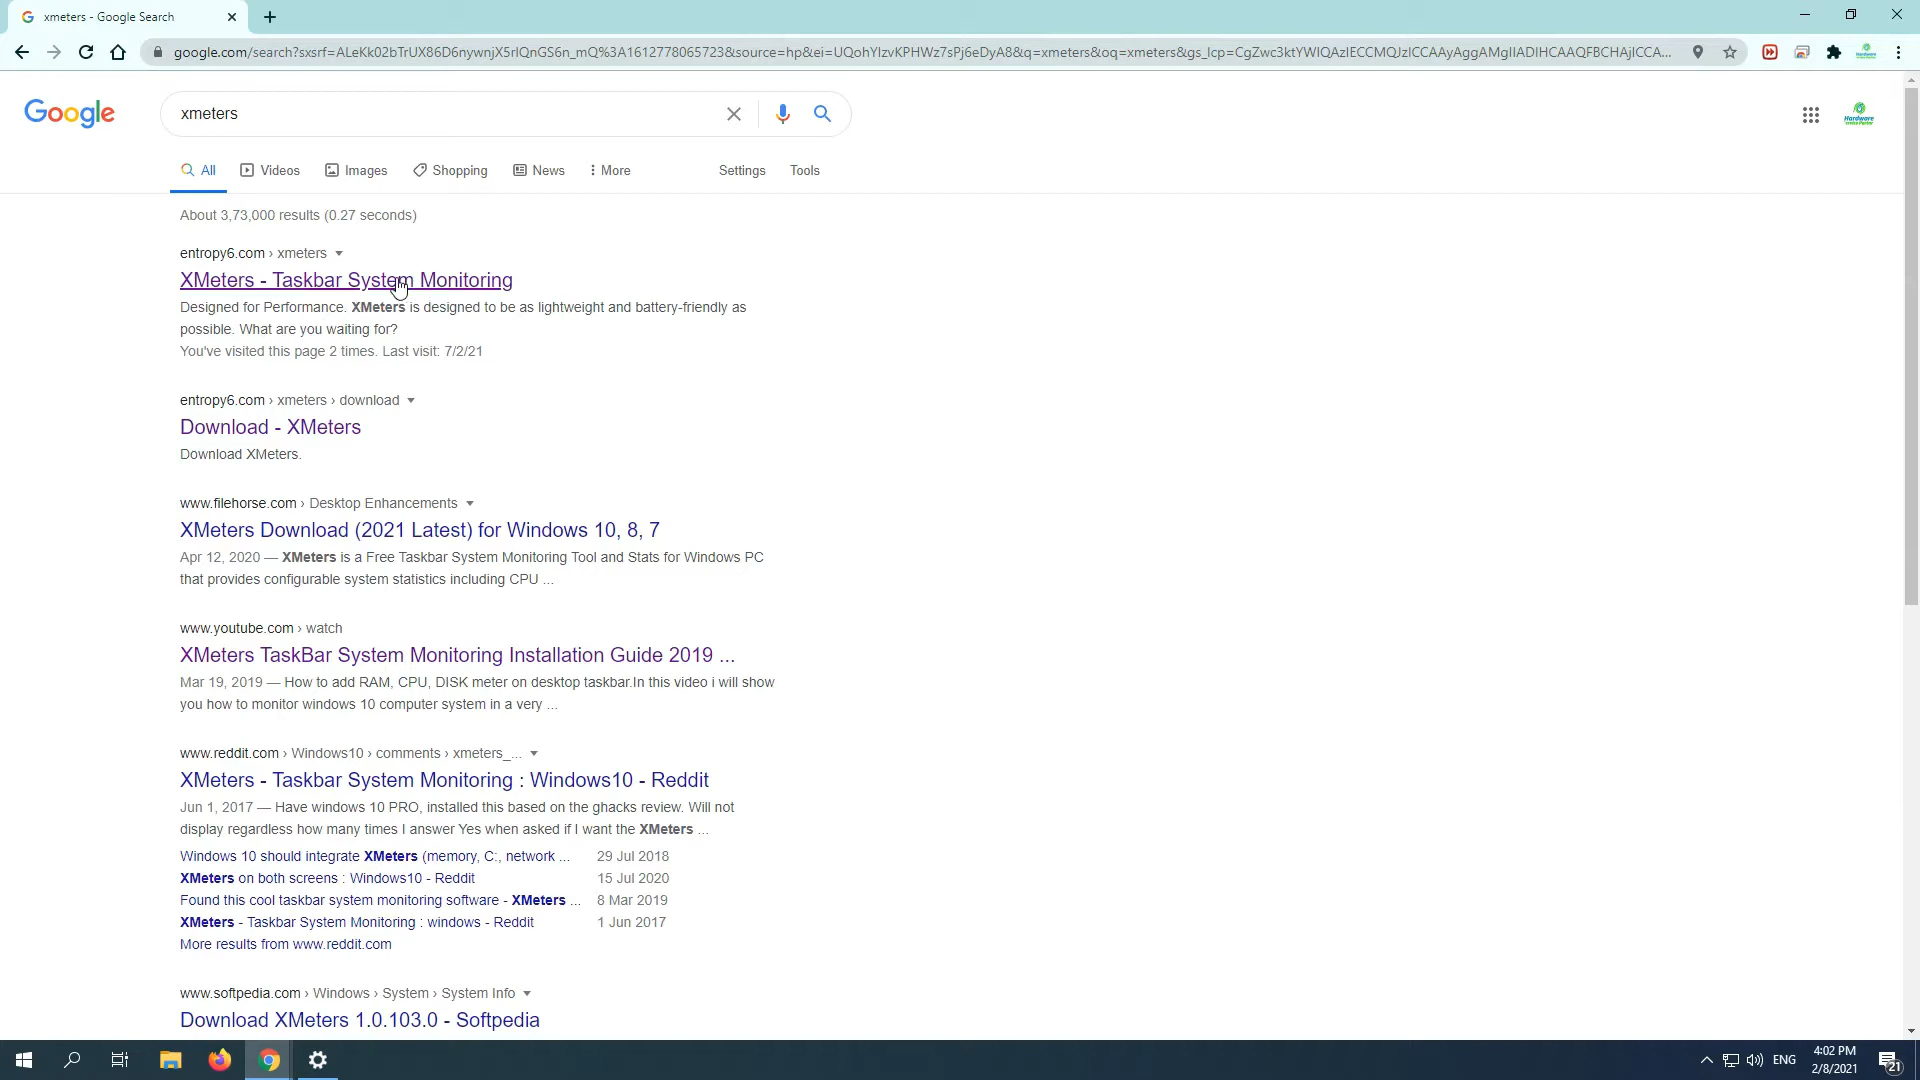 xmeters - Google Search
google.com/search?sxsrf=ALeKk02bTrUX86D6nywnjX5rIQnGS6n_mQ%3A1612778065723&source=hp&ei=UQohYIzvKPHWz7sPj6eDyA8&q=xmeters&oq=xmeters&gs_lcp=CgZwc3ktYWIQAzIECCMQJzICCAAyAggAMgIIADIHCAAQFBCHAjICCA...
Google
xmeters
Hardware
All
Videos
Images
Shopping
News
More
Settings
Tools
About 3,73,000 results (0.27 seconds)
entropy6.com › xmeters
XMeters - Taskbar System Monitoring
Designed for Performance. XMeters is designed to be as lightweight and battery-friendly as
possible. What are you waiting for?
You've visited this page 2 times. Last visit: 7/2/21
entropy6.com › xmeters › download
Download - XMeters
Download XMeters.
www.filehorse.com › Desktop Enhancements
XMeters Download (2021 Latest) for Windows 10, 8, 7
Apr 12, 2020 — XMeters is a Free Taskbar System Monitoring Tool and Stats for Windows PC
that provides configurable system statistics including CPU ...
www.youtube.com › watch
XMeters TaskBar System Monitoring Installation Guide 2019 ...
Mar 19, 2019 — How to add RAM, CPU, DISK meter on desktop taskbar.In this video i will show
you how to monitor windows 10 computer system in a very ...
www.reddit.com › Windows10 › comments › xmeters_...
XMeters - Taskbar System Monitoring : Windows10 - Reddit
Jun 1, 2017 — Have windows 10 PRO, installed this based on the ghacks review. Will not
display regardless how many times I answer Yes when asked if I want the XMeters ...
Windows 10 should integrate XMeters (memory, C:, network ... 29 Jul 2018
XMeters on both screens : Windows10 - Reddit 15 Jul 2020
Found this cool taskbar system monitoring software - XMeters ... 8 Mar 2019
XMeters - Taskbar System Monitoring : windows - Reddit 1 Jun 2017
More results from www.reddit.com
www.softpedia.com › Windows › System › System Info
Download XMeters 1.0.103.0 - Softpedia
ENG
4:02 PM
2/8/2021
21